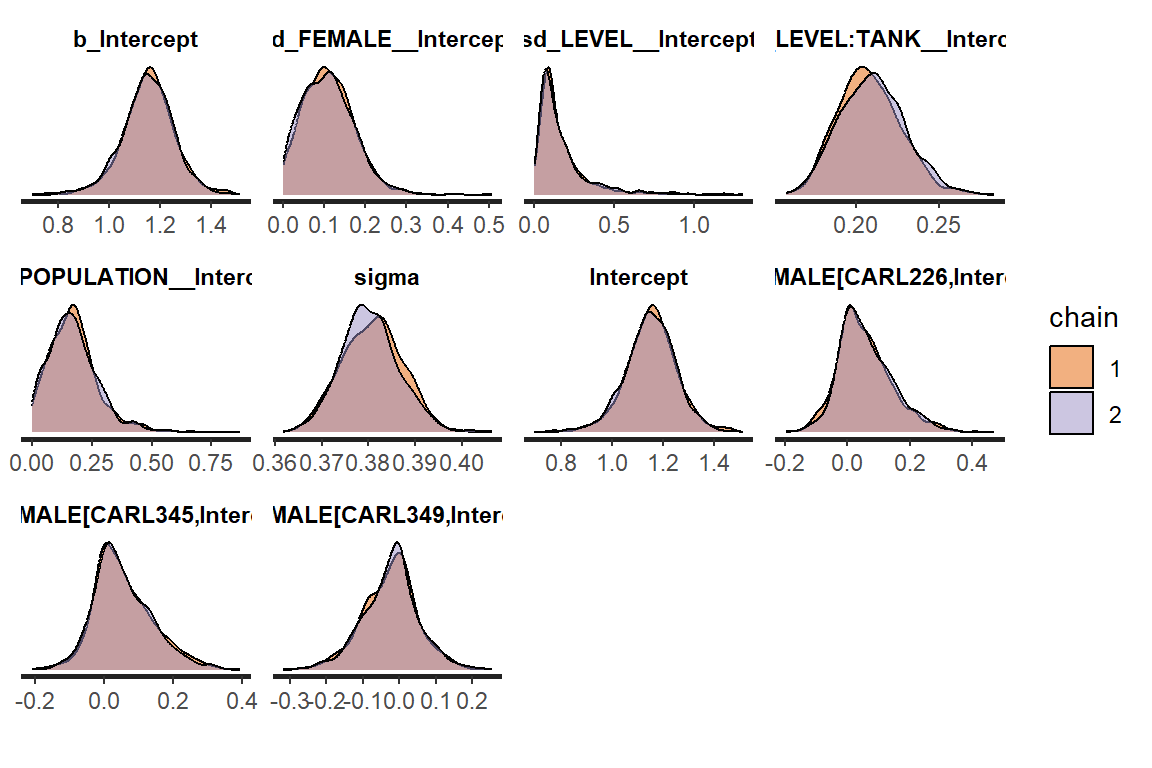 b_Intercept
d_FEMALE__Intercep
sd_LEVEL__Intercept
LEVEL:TANK__Interc
0.8 1.0 1.2 1.4
0.0 0.1 0.2 0.3 0.4 0.5
0.0 0.5 1.0
0.20 0.25
POPULATION__Interc
sigma
Intercept
MALE[CARL226,Interc
0.00 0.25 0.50 0.75
0.36 0.37 0.38 0.39 0.40
0.8 1.0 1.2 1.4
-0.2 0.0 0.2 0.4
chain
1
2
MALE[CARL345,Interc
MALE[CARL349,Interc
-0.2 0.0 0.2 0.4
-0.3 -0.2 -0.1 0.0 0.1 0.2